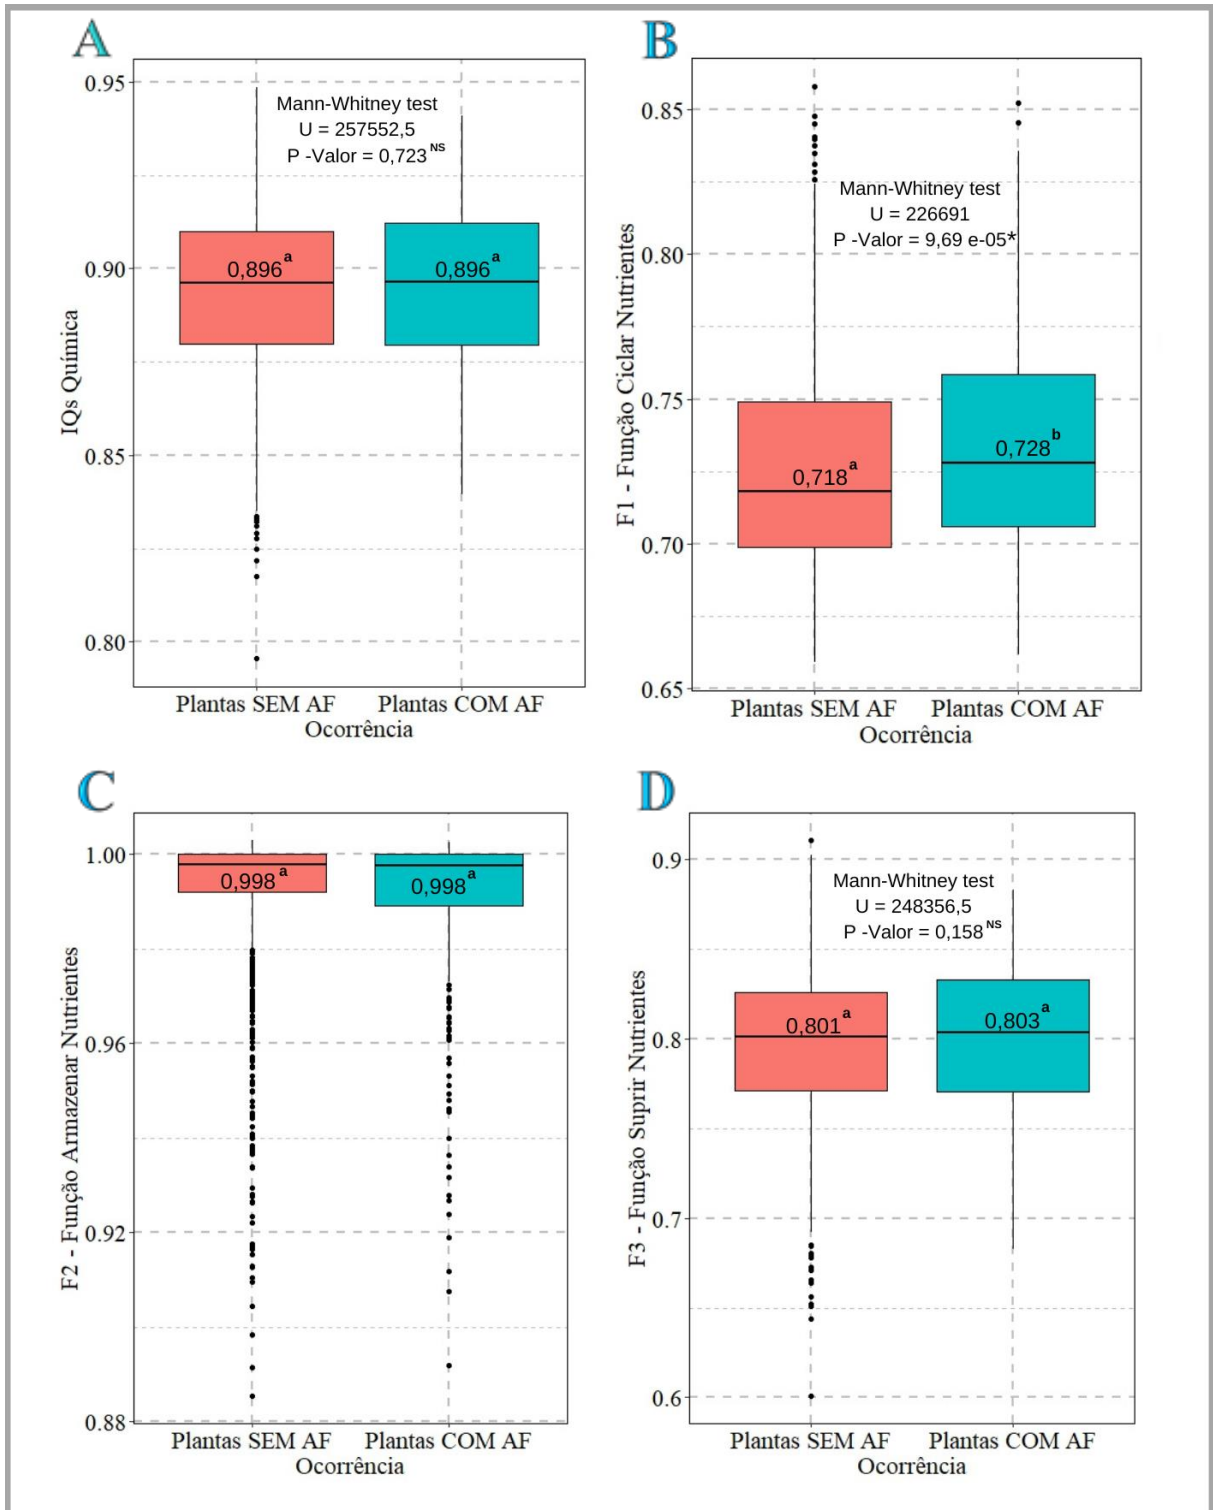 A
0.95
0.90
0.85
0.80
IQs Química
Mann-Whitney test
U = 257552,5
P -Valor = 0,723 NS
0,896 a
0,896 a
Plantas SEM AF
Plantas COM AF
Ocorrência
B
0.85
0.80
0.75
0.70
0.65
F1 - Função Ciclar Nutrientes
Mann-Whitney test
U = 226691
P -Valor = 9,69 e-05*
0,718 a
0,728 b
Plantas SEM AF
Plantas COM AF
Ocorrência
C
1.00
0.96
0.92
0.88
F2 - Função Armazenar Nutrientes
0,998 a
0,998 a
Plantas SEM AF
Plantas COM AF
Ocorrência
D
0.9
0.8
0.7
0.6
F3 - Função Suprir Nutrientes
Mann-Whitney test
U = 248356,5
P -Valor = 0,158 NS
0,801 a
0,803 a
Plantas SEM AF
Plantas COM AF
Ocorrência